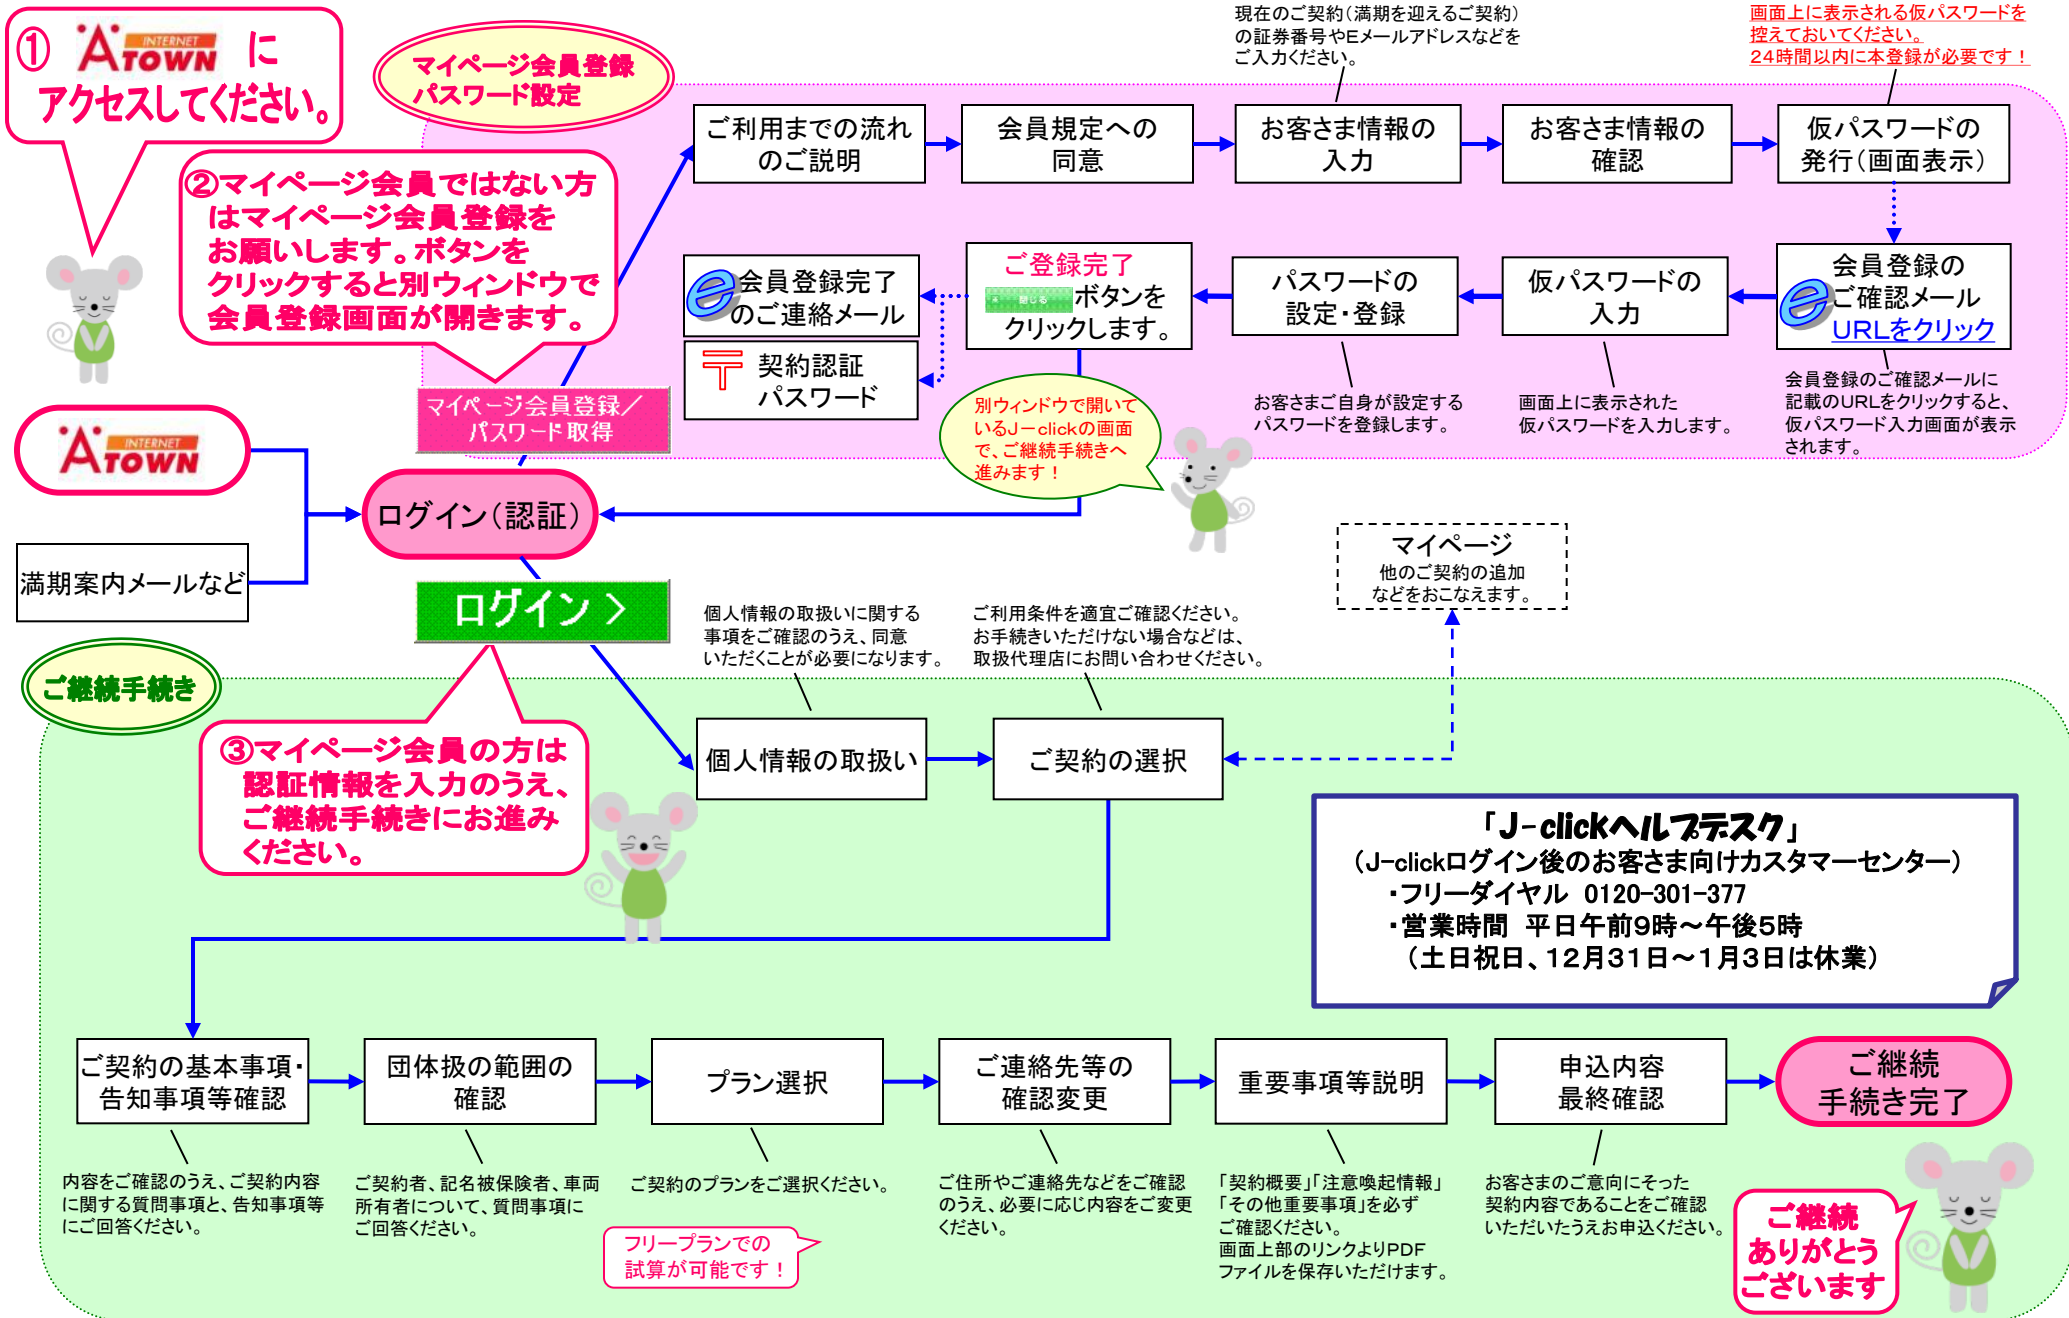 ① INTERNET ATOWN に
アクセスしてください。
マイページ会員登録
パスワード設定
現在のご契約(満期を迎えるご契約)
の証券番号やEメールアドレスなどを
ご入力ください。
画面上に表示される仮パスワードを
控えておいてください。
24時間以内に本登録が必要です！
ご利用までの流れ
のご説明
会員規定への
同意
お客さま情報の
入力
お客さま情報の
確認
仮パスワードの
発行(画面表示)
②マイページ会員ではない方
はマイページ会員登録を
お願いします。ボタンを
クリックすると別ウィンドウで
会員登録画面が開きます。
会員登録完了
のご連絡メール
〒 契約認証
パスワード
ご登録完了
閉じる ボタンを
クリックします。
パスワードの
設定・登録
仮パスワードの
入力
会員登録の
ご確認メール
URLをクリック
お客さまご自身が設定する
パスワードを登録します。
画面上に表示された
仮パスワードを入力します。
会員登録のご確認メールに
記載のURLをクリックすると、
仮パスワード入力画面が表示
されます。
マイページ会員登録／
パスワード取得
別ウィンドウで開いて
いるJ－clickの画面
で、ご継続手続きへ
進みます！
INTERNET
ATOWN
ログイン(認証)
満期案内メールなど
ログイン >
マイページ
他のご契約の追加
などをおこなえます。
個人情報の取扱いに関する
事項をご確認のうえ、同意
いただくことが必要になります。
ご利用条件を適宜ご確認ください。
お手続きいただけない場合などは、
取扱代理店にお問い合わせください。
ご継続手続き
③マイページ会員の方は
認証情報を入力のうえ、
ご継続手続きにお進み
ください。
個人情報の取扱い
ご契約の選択
「J-clickヘルプデスク」
(J-clickログイン後のお客さま向けカスタマーセンター)
・フリーダイヤル 0120-301-377
・営業時間 平日午前9時～午後5時
(土日祝日、12月31日～1月3日は休業)
ご契約の基本事項・
告知事項等確認
団体扱の範囲の
確認
プラン選択
ご連絡先等の
確認変更
重要事項等説明
申込内容
最終確認
ご継続
手続き完了
内容をご確認のうえ、ご契約内容
に関する質問事項と、告知事項等
にご回答ください。
ご契約者、記名被保険者、車両
所有者について、質問事項に
ご回答ください。
ご契約のプランをご選択ください。
フリープランでの
試算が可能です！
ご住所やご連絡先などをご確認
のうえ、必要に応じ内容をご変更
ください。
「契約概要」「注意喚起情報」
「その他重要事項」を必ず
ご確認ください。
画面上部のリンクよりPDF
ファイルを保存いただけます。
お客さまのご意向にそった
契約内容であることをご確認
いただいたうえお申込ください。
ご継続
ありがとう
ございます